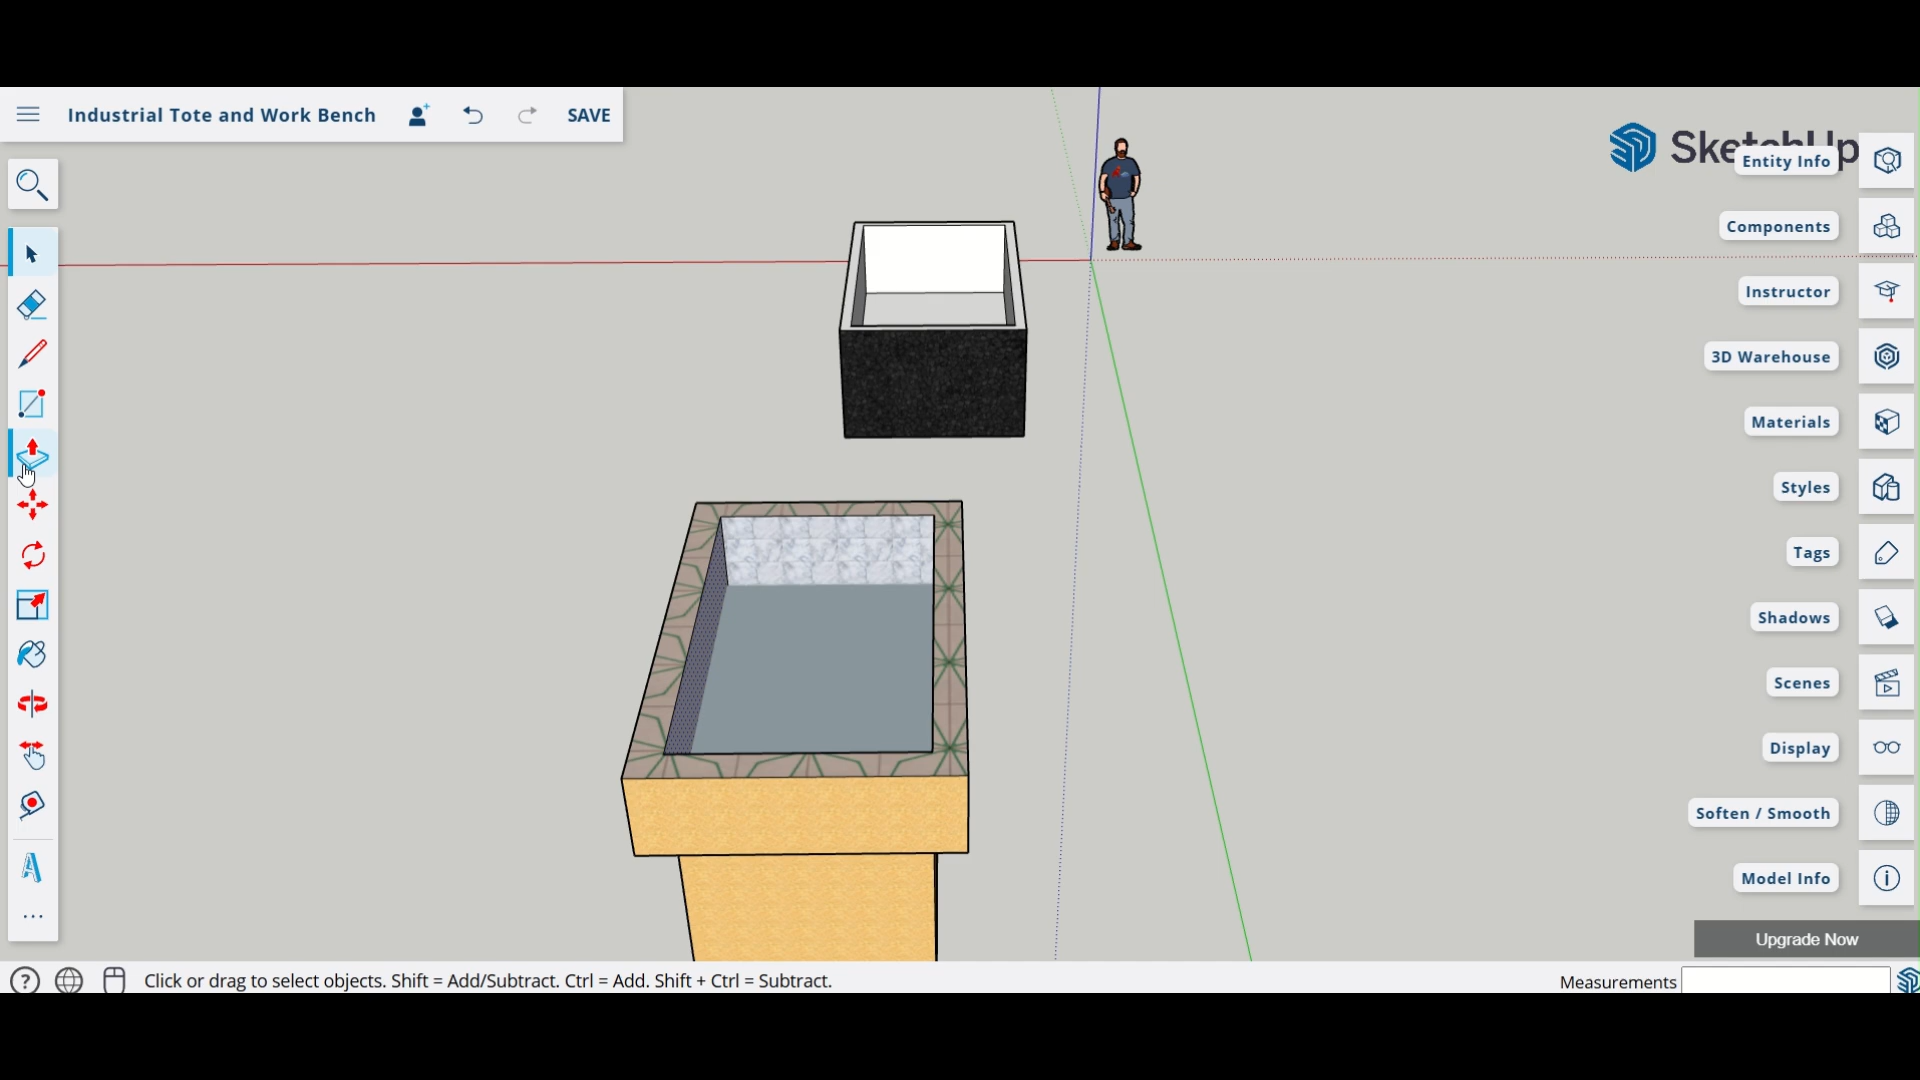 Industrial Tote and Work Bench
SAVE
SketchUp
Entity Info
Components
Instructor
3D Warehouse
Materials
Styles
Tags
Shadows
Scenes
Display
Soften / Smooth
Model Info
Upgrade Now
Click or drag to select objects. Shift = Add/Subtract. Ctrl = Add. Shift + Ctrl = Subtract.
Measurements